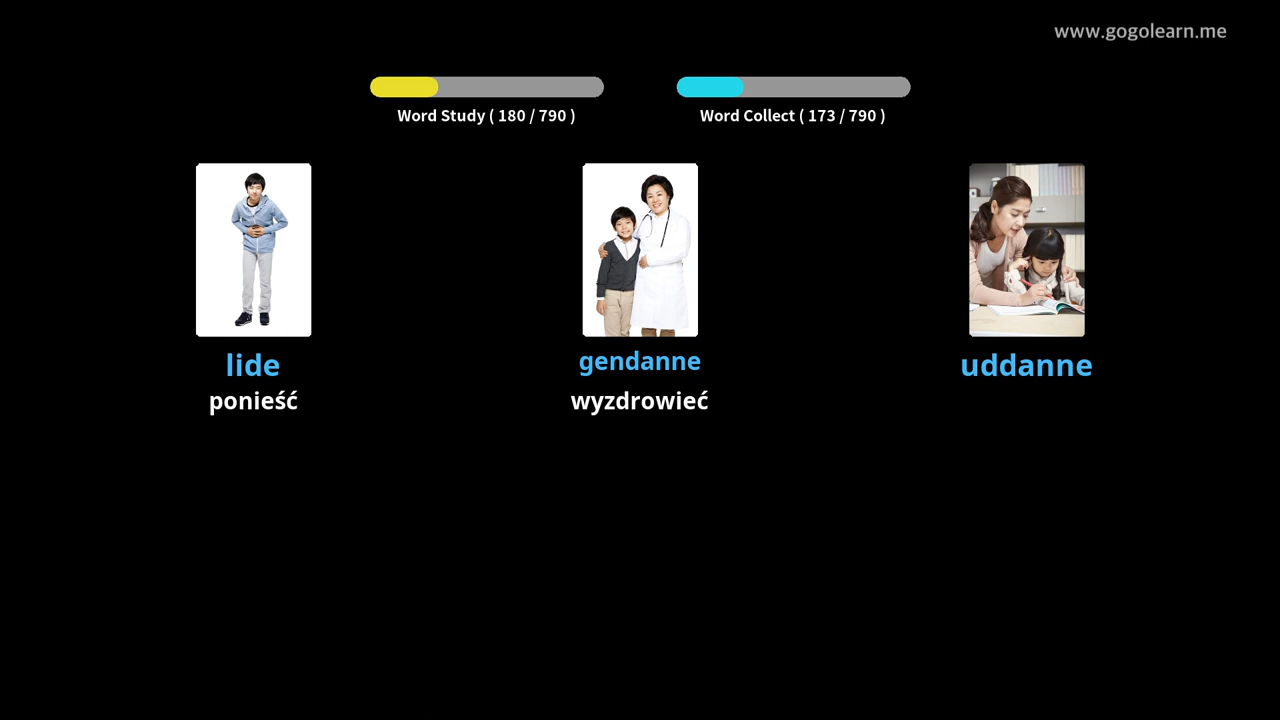 www.gogolearn.me
Word Study ( 180 / 790 )
Word Collect ( 173 / 790 )
lide
ponieść
gendanne
wyzdrowieć
uddanne